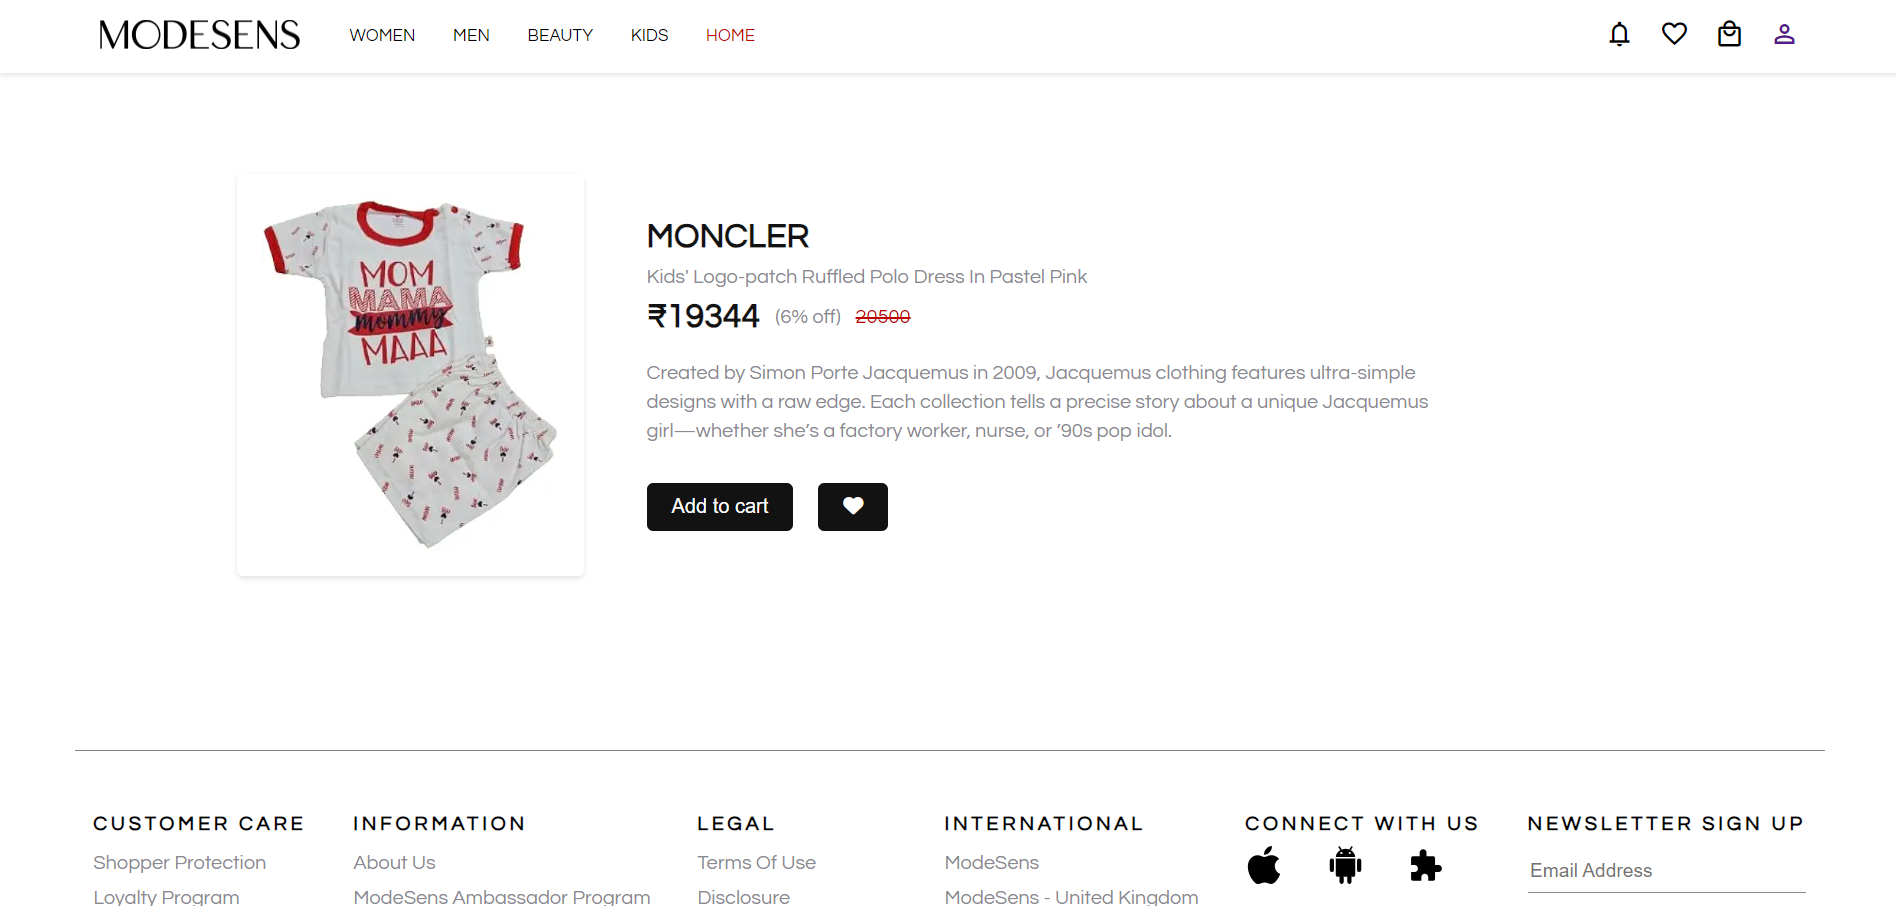 MODESENS
WOMEN MEN BEAUTY KIDS HOME
MOM
MAMA
mommy
MAAA
MONCLER
Kids' Logo-patch Ruffled Polo Dress In Pastel Pink
₹19344 (6% off) 20500
Created by Simon Porte Jacquemus in 2009, Jacquemus clothing features ultra-simple
designs with a raw edge. Each collection tells a precise story about a unique Jacquemus
girl—whether she’s a factory worker, nurse, or ’90s pop idol.
Add to cart
CUSTOMER CARE INFORMATION LEGAL INTERNATIONAL CONNECT WITH US NEWSLETTER SIGN UP
Shopper Protection About Us Terms Of Use ModeSens Email Address
Loyalty Program ModeSens Ambassador Program Disclosure ModeSens - United Kingdom